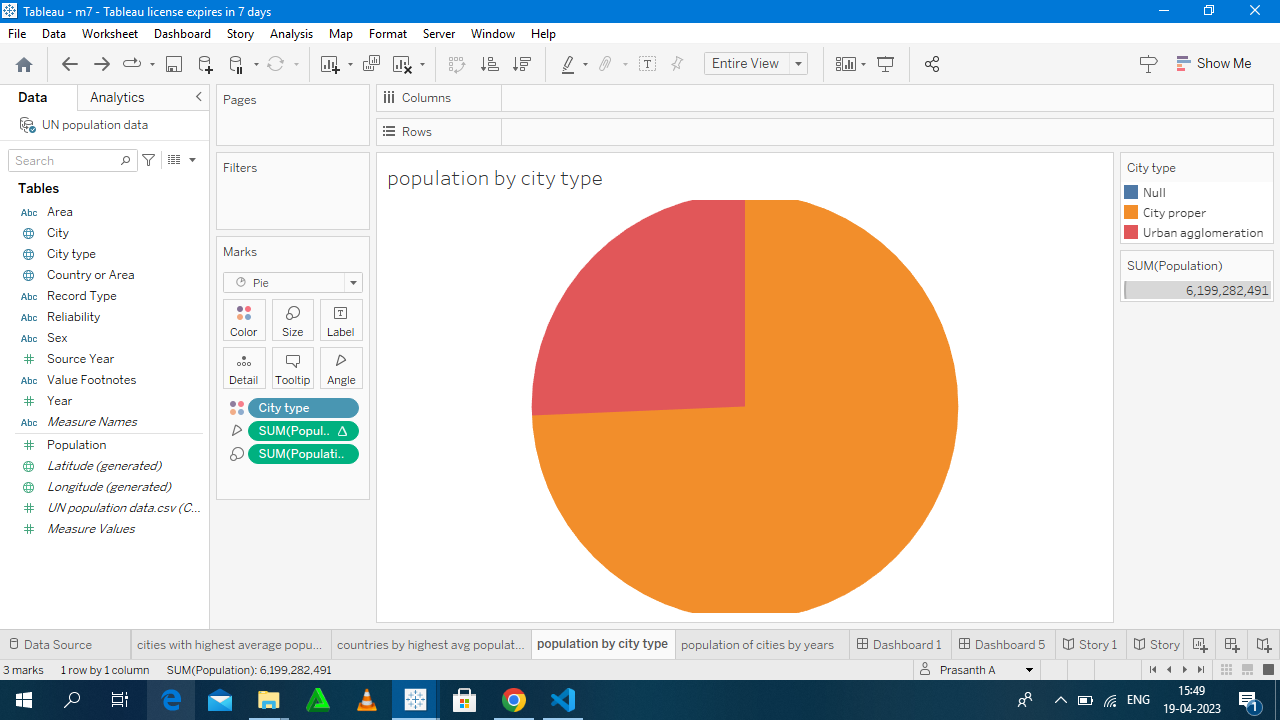 Tableau - m7 - Tableau license expires in 7 days
File Data Worksheet Dashboard Story Analysis Map Format Server Window Help
Entire View
Show Me
Data Analytics
UN population data
Search
Tables
Abc Area
City
City type
Country or Area
Abc Record Type
Abc Reliability
Abc Sex
Source Year
Abc Value Footnotes
Year
Abc Measure Names
Population
Latitude (generated)
Longitude (generated)
UN population data.csv (C...
Measure Values
Pages
Filters
Marks
Pie
Color Size Label
Detail Tooltip Angle
City type
SUM(Popul..
SUM(Populati..
Columns
Rows
population by city type
City type
Null
City proper
Urban agglomeration
SUM(Population)
6,199,282,491
Data Source cities with highest average popu... countries by highest avg populat... population by city type population of cities by years Dashboard 1 Dashboard 5 Story 1 Story
3 marks 1 row by 1 column SUM(Population): 6,199,282,491 Prasanth A
ENG
15:49
19-04-2023
1